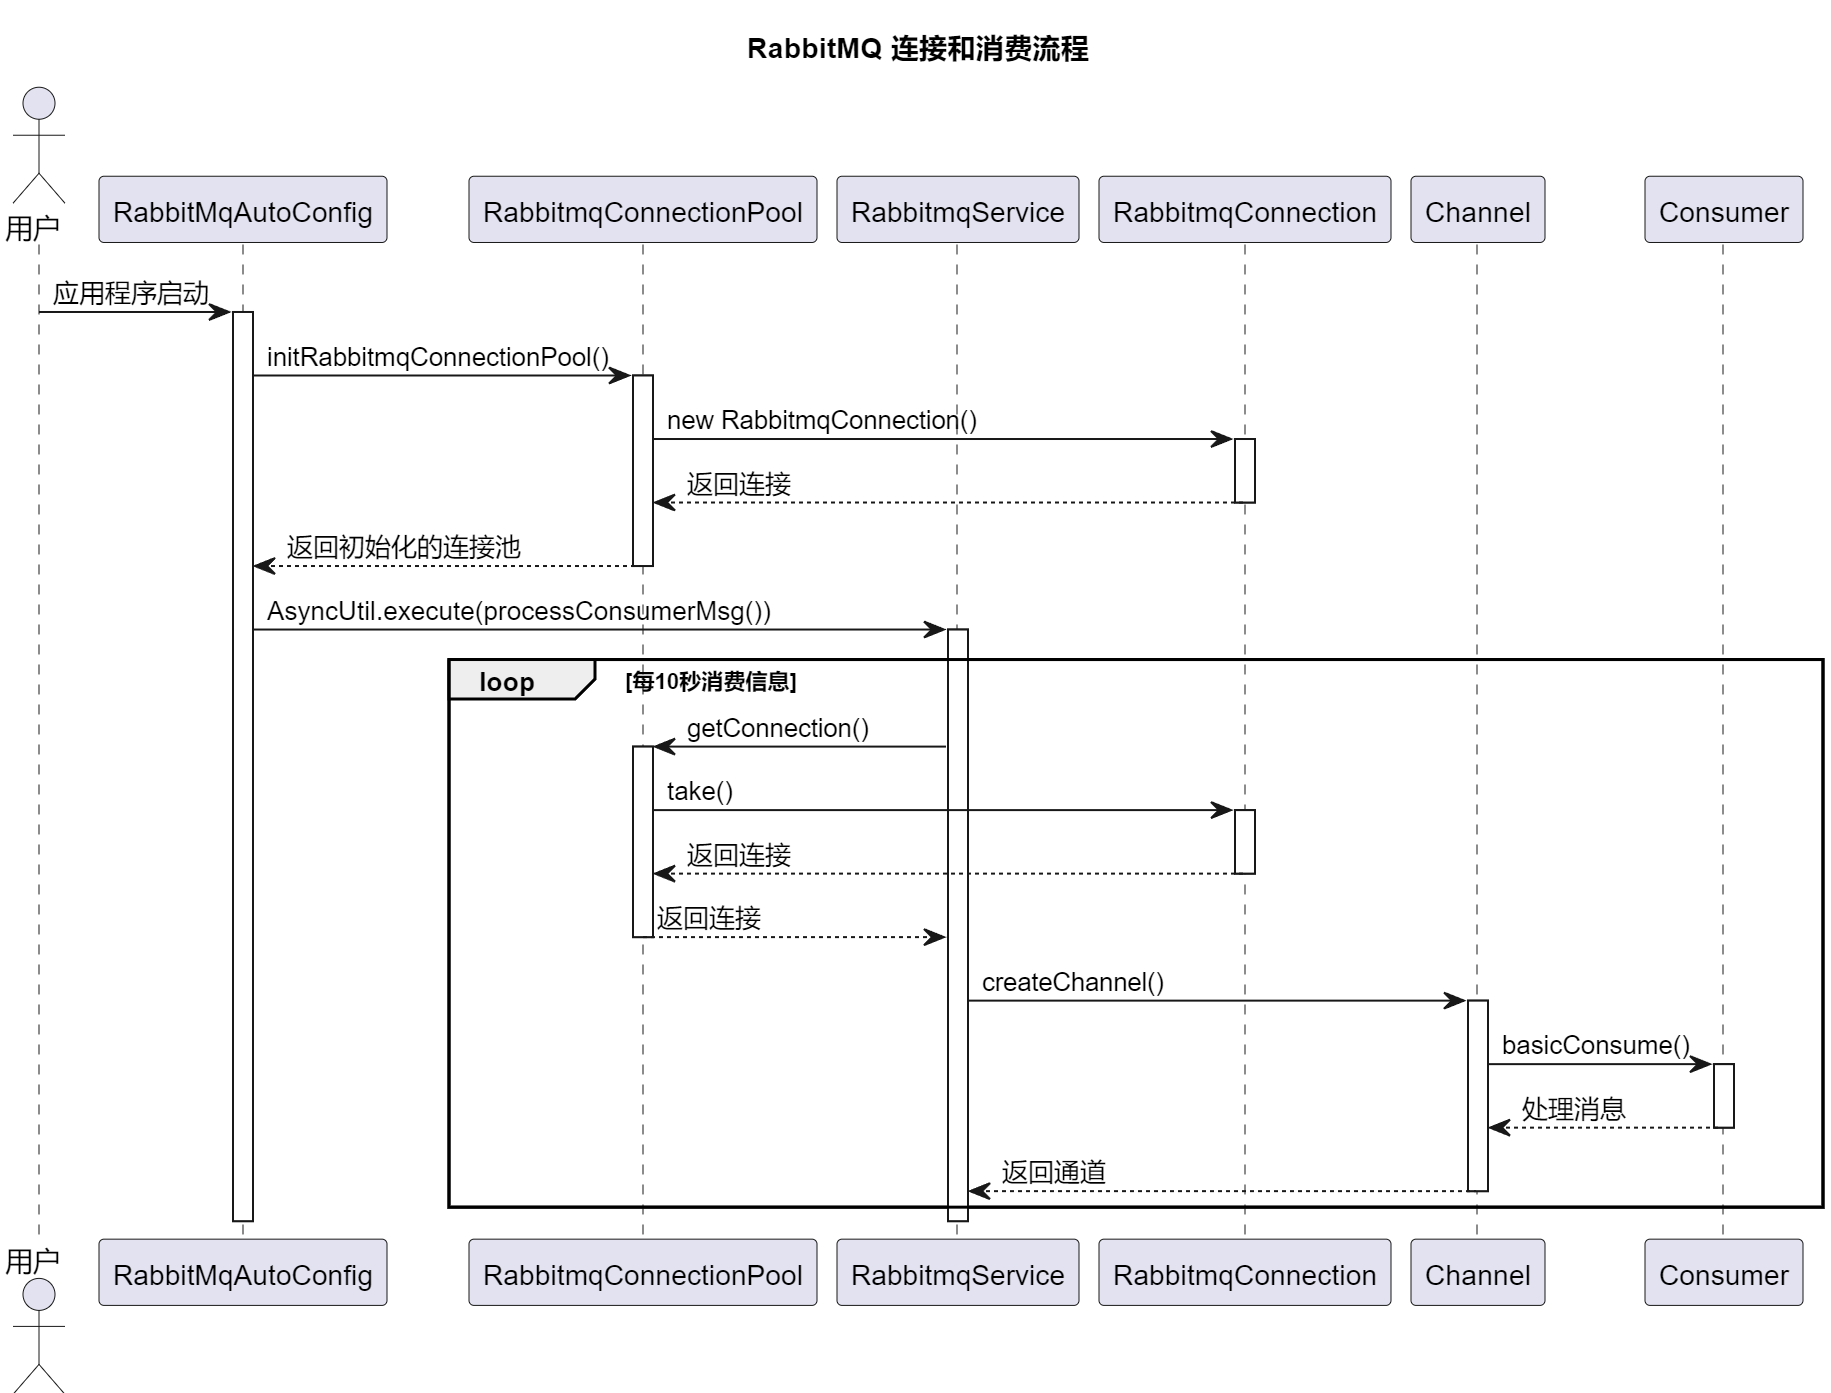 RabbitMQ 连接和消费流程
用户
RabbitMqAutoConfig
RabbitmqConnectionPool
RabbitmqService
RabbitmqConnection
Channel
Consumer
应用程序启动
initRabbitmqConnectionPool()
new RabbitmqConnection()
返回连接
返回初始化的连接池
AsyncUtil.execute(processConsumerMsg())
loop
[每10秒消费信息]
getConnection()
take()
返回连接
返回连接
createChannel()
basicConsume()
处理消息
返回通道
用户
RabbitMqAutoConfig
RabbitmqConnectionPool
RabbitmqService
RabbitmqConnection
Channel
Consumer